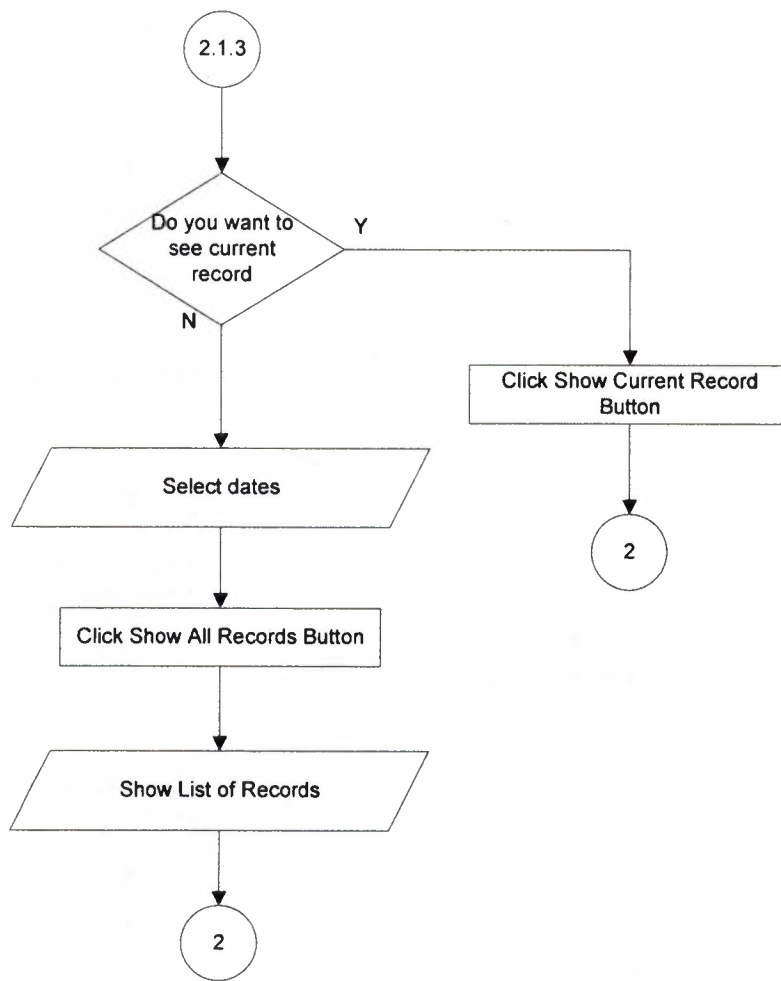 2.1.3
Do you want to
see current
record
Y
N
Click Show Current Record
Button
Select dates
2
Click Show All Records Button
Show List of Records
2